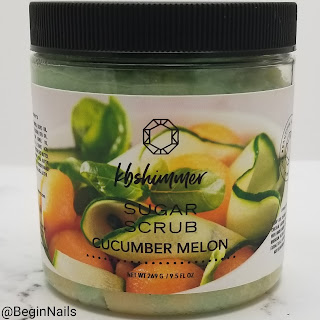 kbshimmer
SUGAR
SCRUB
CUCUMBER MELON
NET WT 269 G / 9.5 FL OZ.
@BeginNails